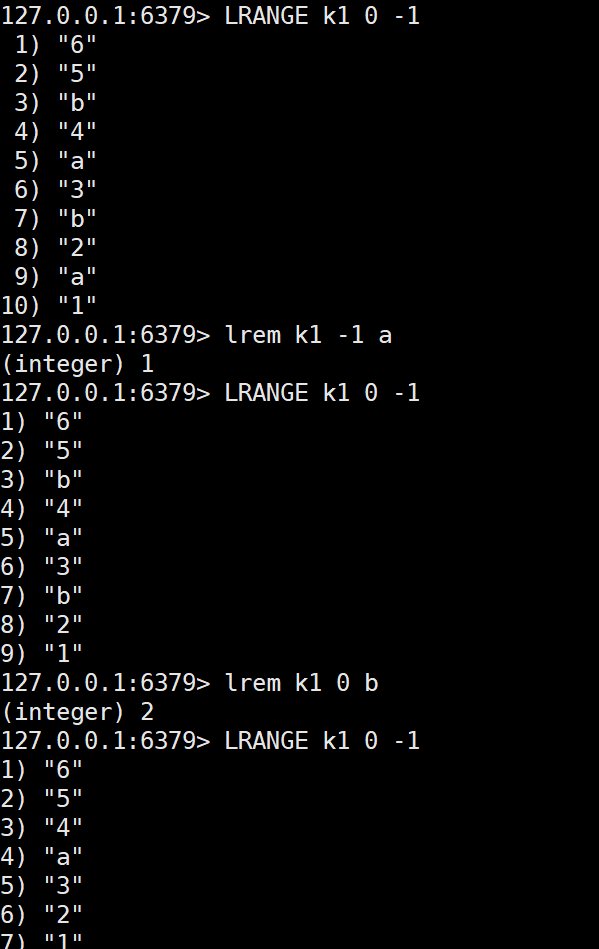 127.0.0.1:6379> LRANGE k1 0 -1
 1) "6"
 2) "5"
 3) "b"
 4) "4"
 5) "a"
 6) "3"
 7) "b"
 8) "2"
 9) "a"
10) "1"
127.0.0.1:6379> lrem k1 -1 a
(integer) 1
127.0.0.1:6379> LRANGE k1 0 -1
1) "6"
2) "5"
3) "b"
4) "4"
5) "a"
6) "3"
7) "b"
8) "2"
9) "1"
127.0.0.1:6379> lrem k1 0 b
(integer) 2
127.0.0.1:6379> LRANGE k1 0 -1
1) "6"
2) "5"
3) "4"
4) "a"
5) "3"
6) "2"
7) "1"